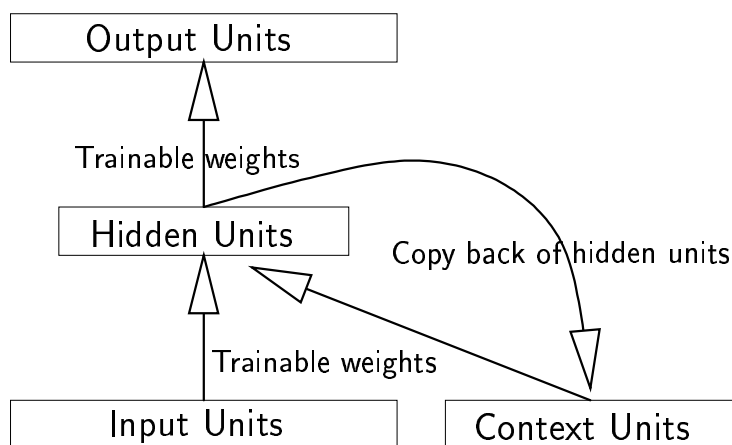 Output Units
Trainable weights
Hidden Units
Copy back of hidden units
Trainable weights
Input Units
Context Units